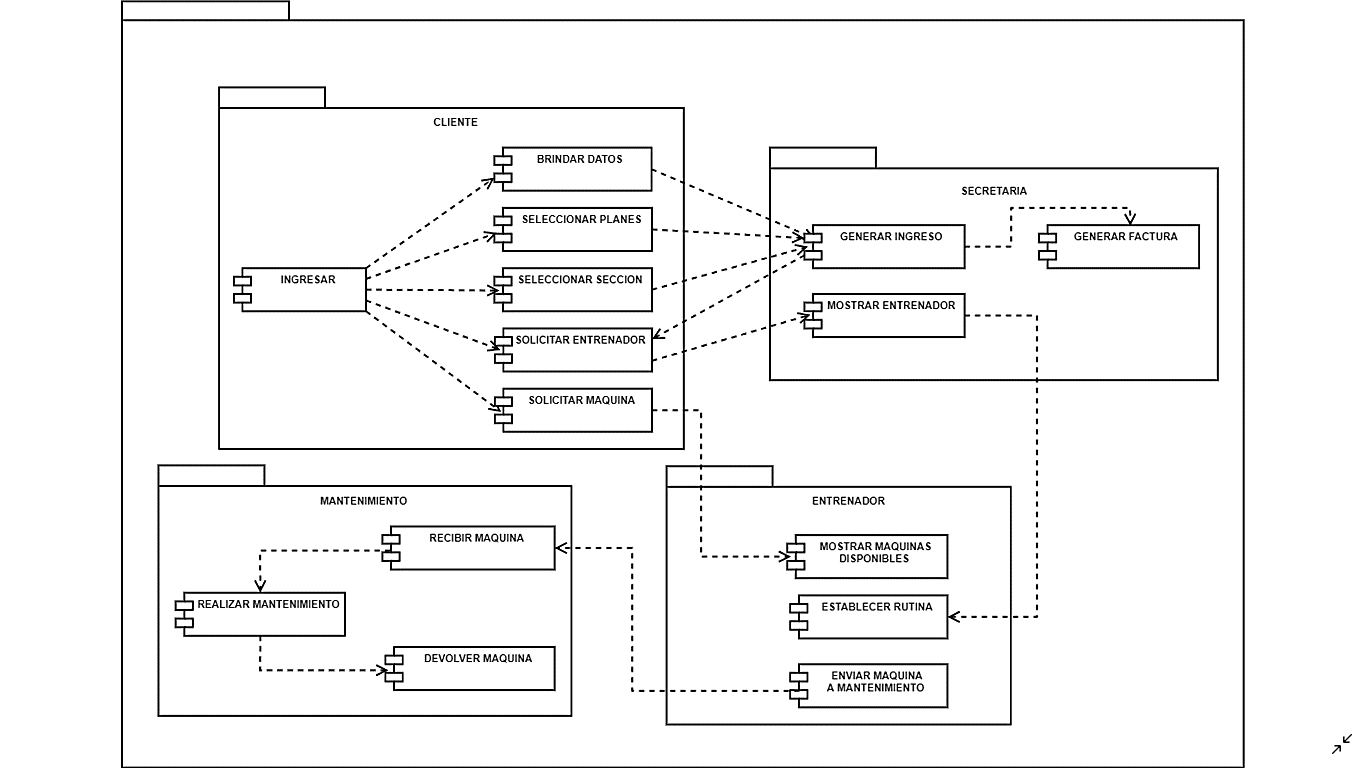 CLIENTE
BRINDAR DATOS
SELECCIONAR PLANES
INGRESAR
SELECCIONAR SECCION
SOLICITAR ENTRENADOR
SOLICITAR MAQUINA
SECRETARIA
GENERAR INGRESO
GENERAR FACTURA
MOSTRAR ENTRENADOR
MANTENIMIENTO
RECIBIR MAQUINA
REALIZAR MANTENIMIENTO
DEVOLVER MAQUINA
ENTRENADOR
MOSTRAR MAQUINAS
DISPONIBLES
ESTABLECER RUTINA
ENVIAR MAQUINA
A MANTENIMIENTO